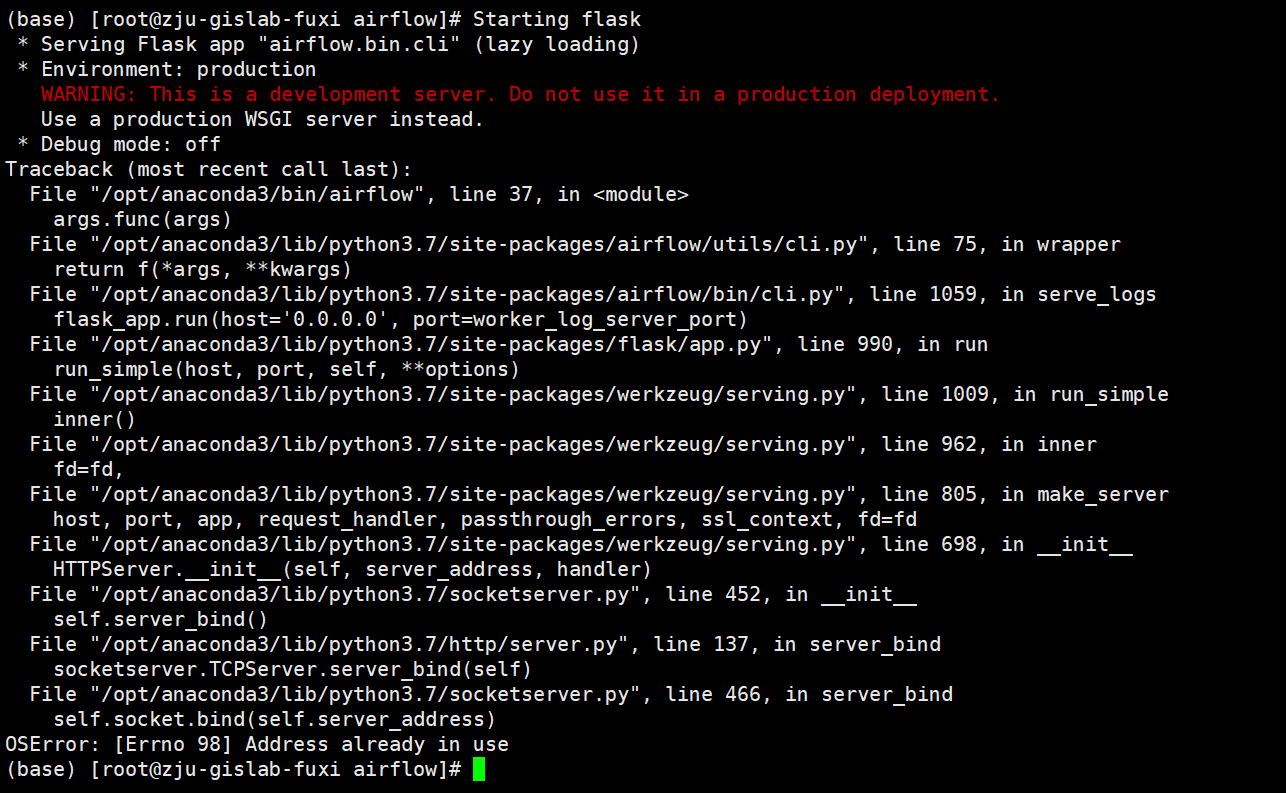 (base) [root@zju-gislab-fuxi airflow]# Starting flask
 * Serving Flask app "airflow.bin.cli" (lazy loading)
 * Environment: production
   WARNING: This is a development server. Do not use it in a production deployment.
   Use a production WSGI server instead.
 * Debug mode: off
Traceback (most recent call last):
  File "/opt/anaconda3/bin/airflow", line 37, in <module>
    args.func(args)
  File "/opt/anaconda3/lib/python3.7/site-packages/airflow/utils/cli.py", line 75, in wrapper
    return f(*args, **kwargs)
  File "/opt/anaconda3/lib/python3.7/site-packages/airflow/bin/cli.py", line 1059, in serve_logs
    flask_app.run(host='0.0.0.0', port=worker_log_server_port)
  File "/opt/anaconda3/lib/python3.7/site-packages/flask/app.py", line 990, in run
    run_simple(host, port, self, **options)
  File "/opt/anaconda3/lib/python3.7/site-packages/werkzeug/serving.py", line 1009, in run_simple
    inner()
  File "/opt/anaconda3/lib/python3.7/site-packages/werkzeug/serving.py", line 962, in inner
    fd=fd,
  File "/opt/anaconda3/lib/python3.7/site-packages/werkzeug/serving.py", line 805, in make_server
    host, port, app, request_handler, passthrough_errors, ssl_context, fd=fd
  File "/opt/anaconda3/lib/python3.7/site-packages/werkzeug/serving.py", line 698, in __init__
    HTTPServer.__init__(self, server_address, handler)
  File "/opt/anaconda3/lib/python3.7/socketserver.py", line 452, in __init__
    self.server_bind()
  File "/opt/anaconda3/lib/python3.7/http/server.py", line 137, in server_bind
    socketserver.TCPServer.server_bind(self)
  File "/opt/anaconda3/lib/python3.7/socketserver.py", line 466, in server_bind
    self.socket.bind(self.server_address)
OSError: [Errno 98] Address already in use
(base) [root@zju-gislab-fuxi airflow]#